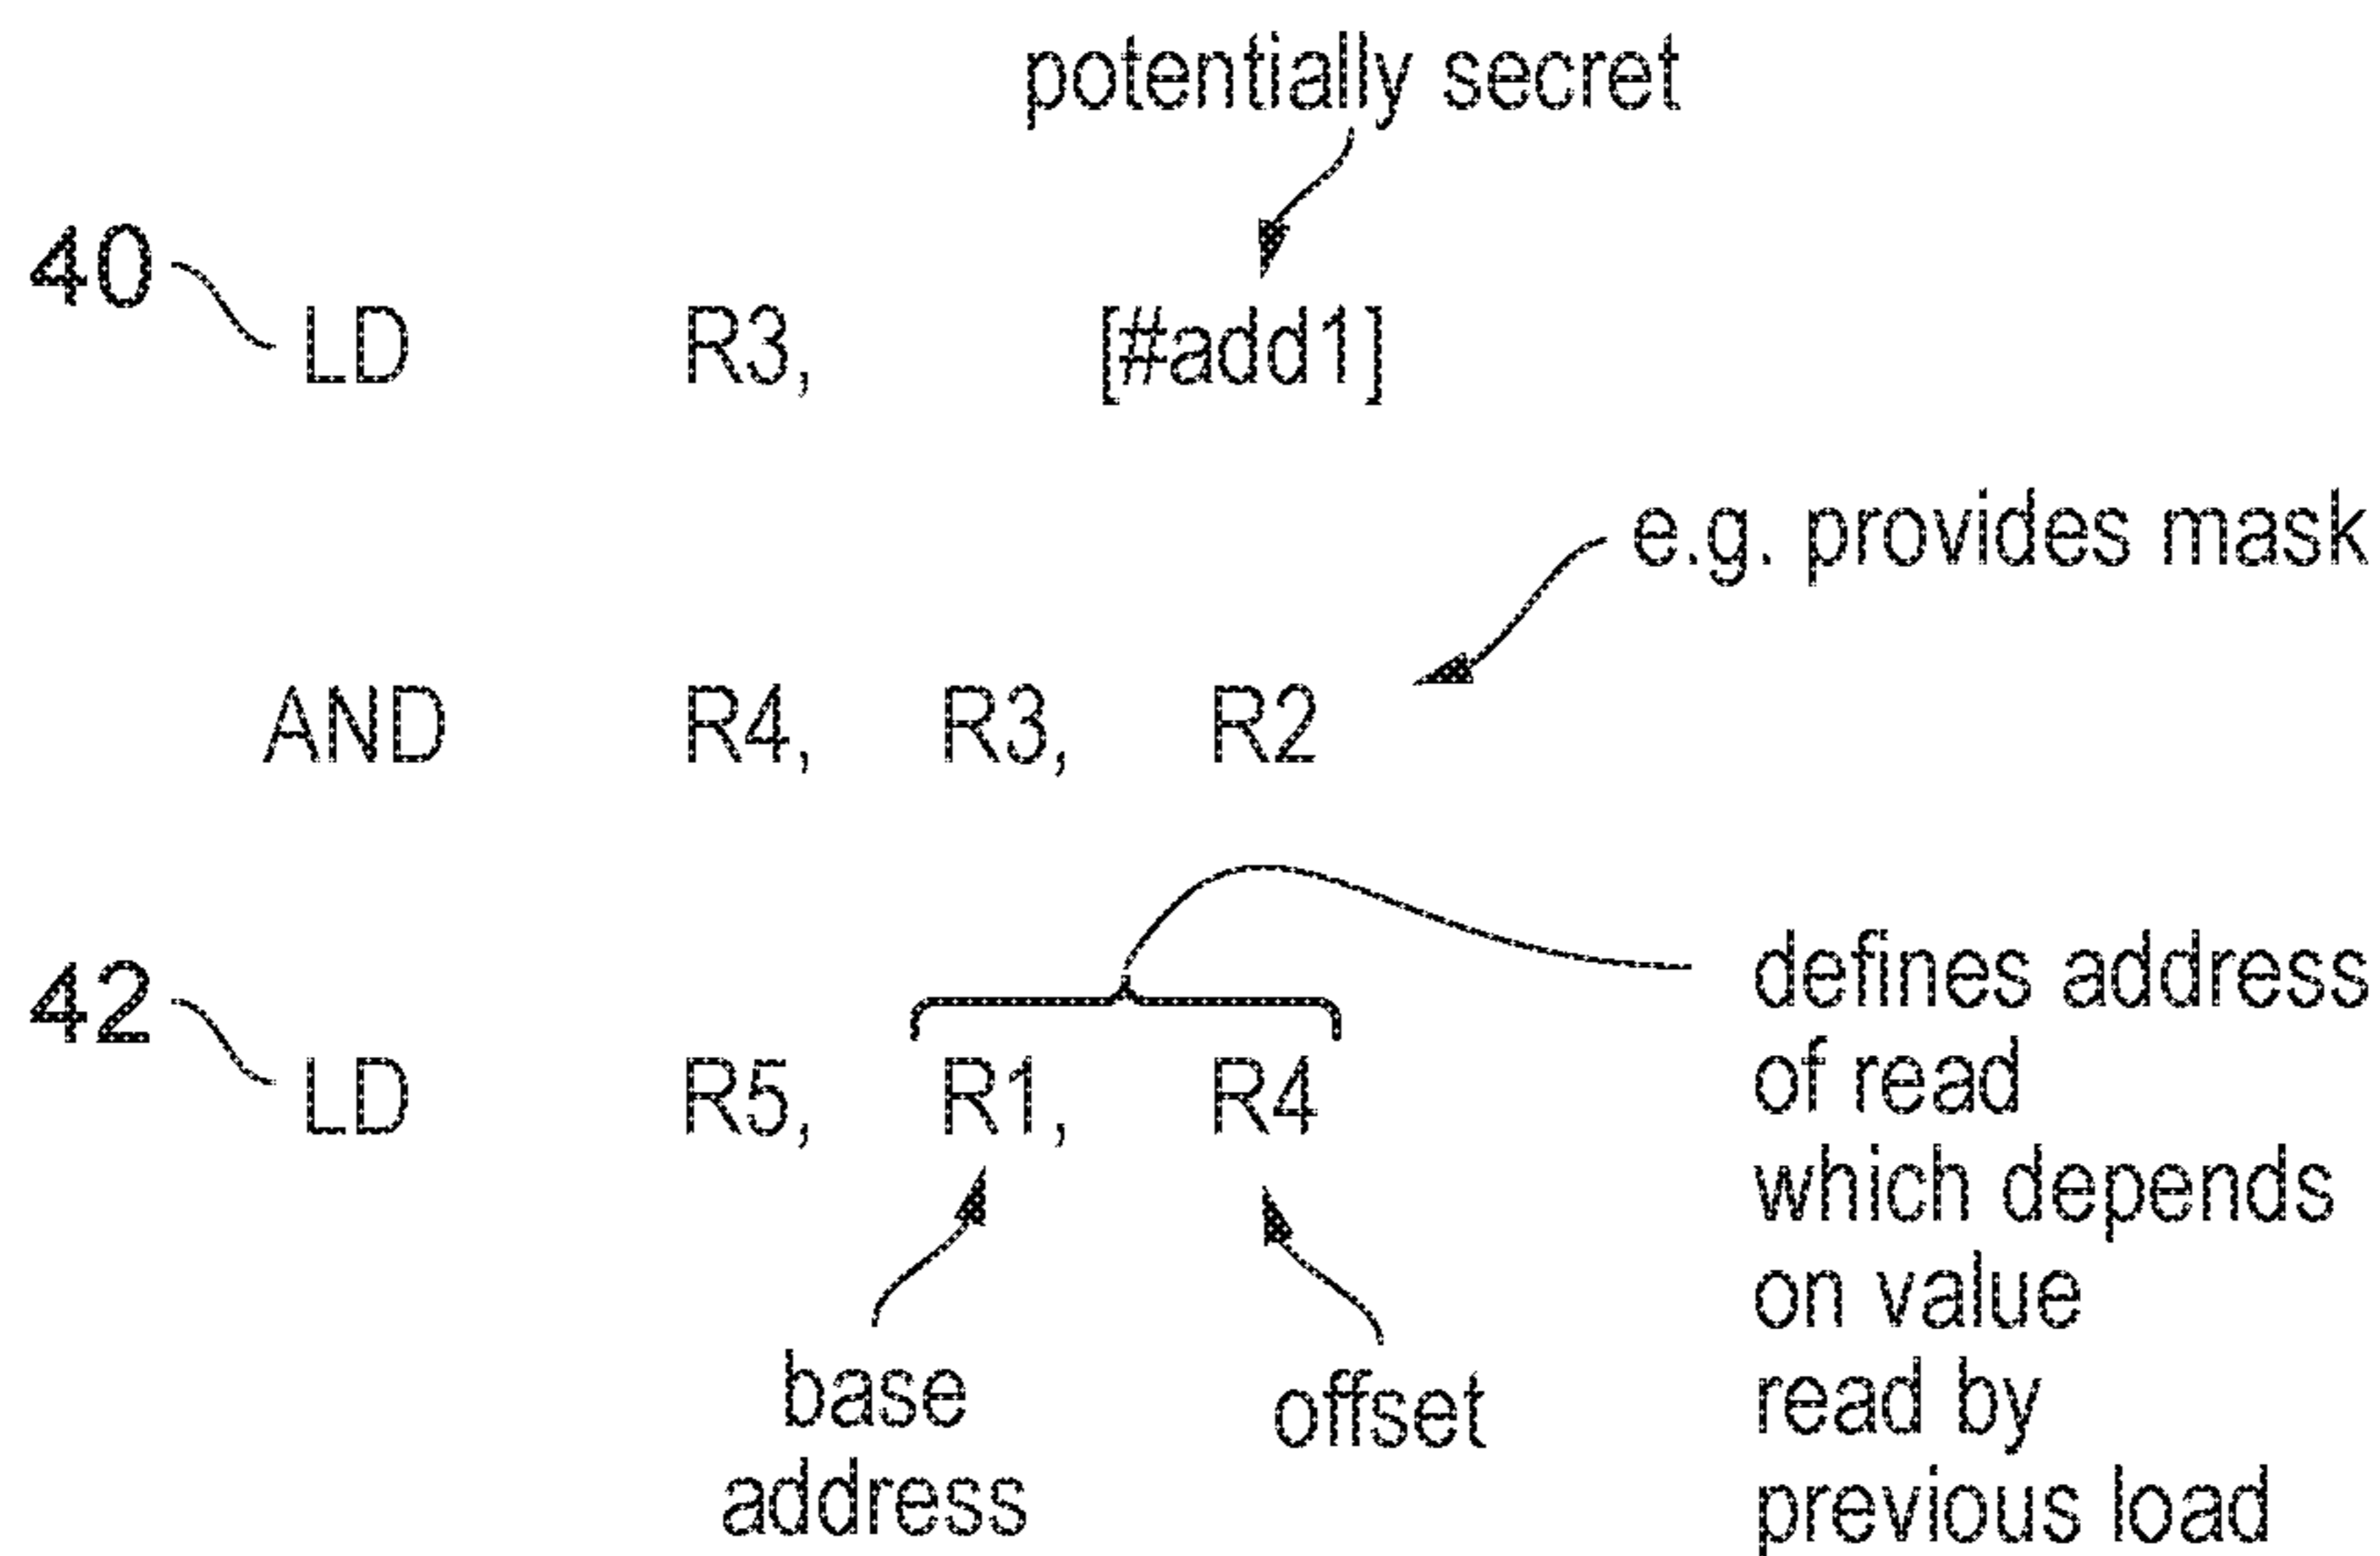 potentially secret
40
LD R3, [#add1]
e.g. provides mask
AND R4, R3, R2
42
LD R5, R1, R4
defines address
of read
which depends
on value
read by
previous load
base
address
offset